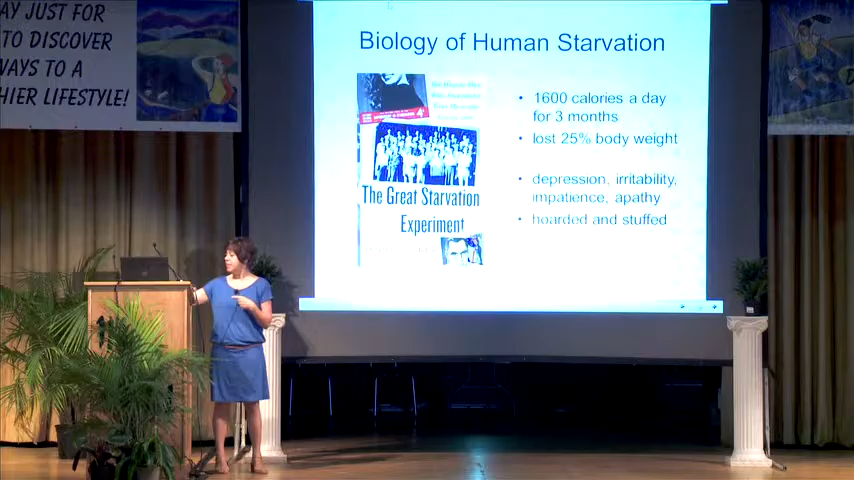 AY JUST FOR
TO DISCOVER
WAYS TO A
HIER LIFESTYLE!
Biology of Human Starvation
The Great Starvation
Experiment
• 1600 calories a day
for 3 months
• lost 25% body weight
• depression, irritability,
impatience, apathy
• hoarded and stuffed